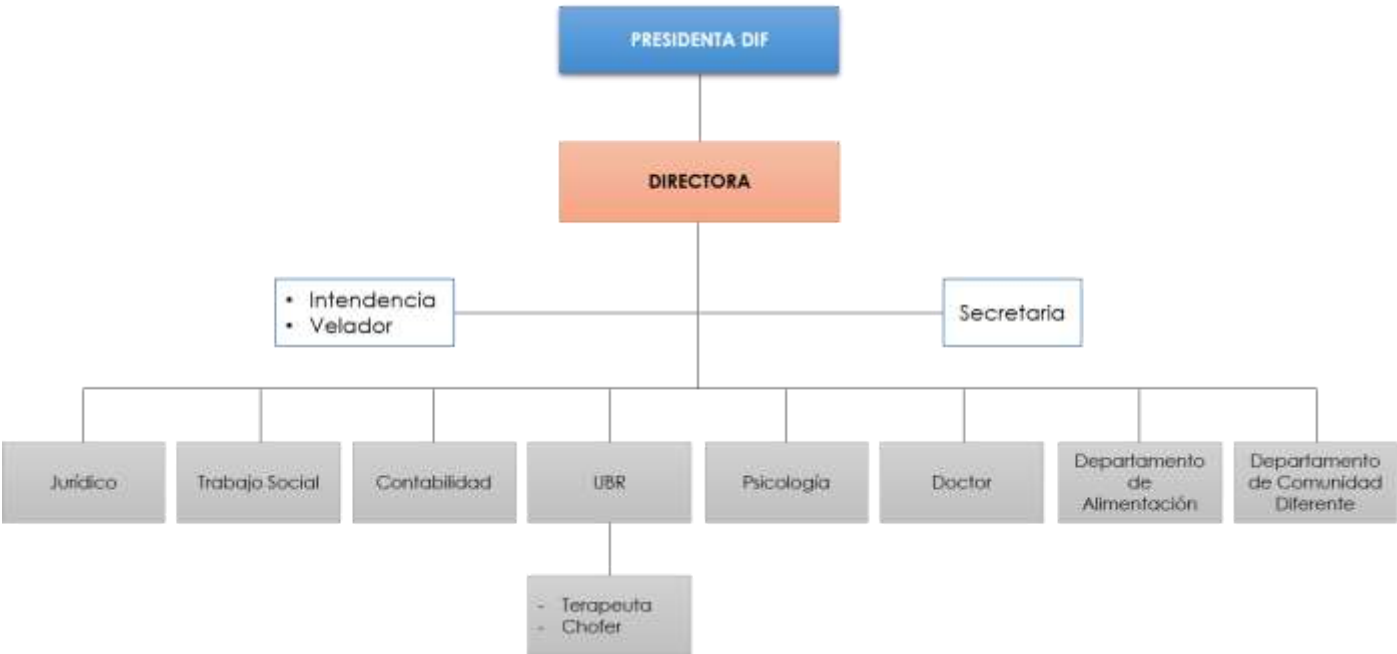 PRESIDENTA DIF
DIRECTORA
• Intendencia
• Velador
Secretaria
Jurídico
Trabajo Social
Contabilidad
UBR
Psicología
Doctor
Departamento
de
Alimentación
Departamento
de Comunidad
Diferente
- Terapeuta
- Chofer